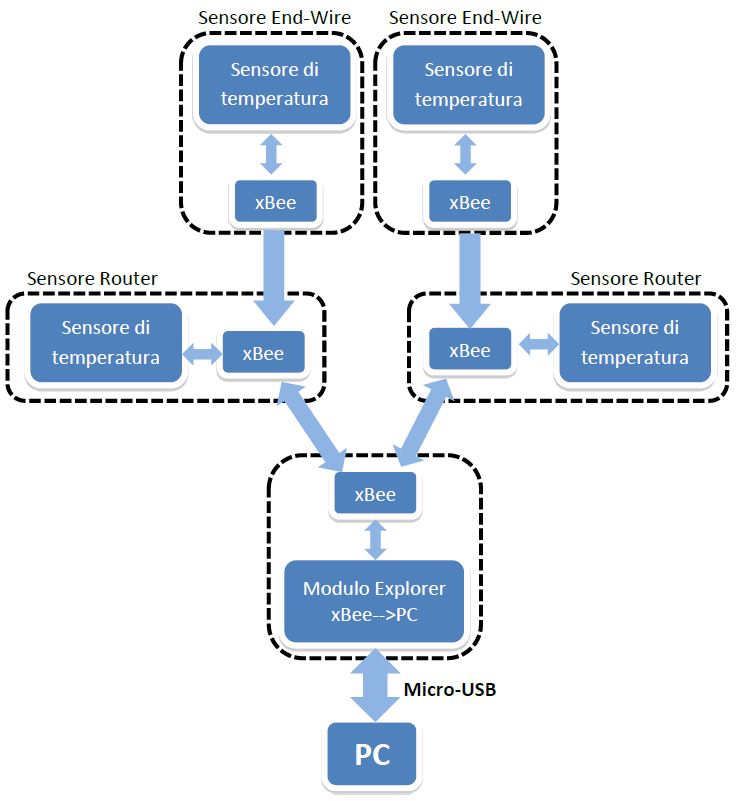 Sensore End-Wire
Sensore End-Wire
Sensore di
temperatura
Sensore di
temperatura
xBee
xBee
Sensore Router
Sensore Router
Sensore di
temperatura
xBee
xBee
Sensore di
temperatura
xBee
Modulo Explorer
xBee-->PC
Micro-USB
PC